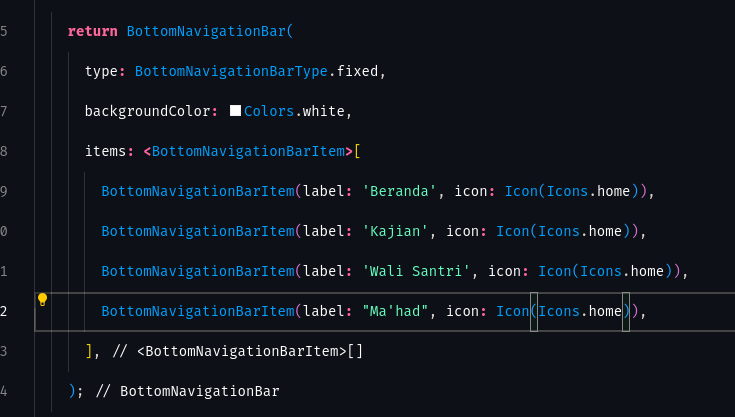 5 return BottomNavigationBar(
6 type: BottomNavigationBarType.fixed,
7 backgroundColor: Colors.white,
8 items: <BottomNavigationBarItem>[
9 BottomNavigationBarItem(label: 'Beranda', icon: Icon(Icons.home)),
0 BottomNavigationBarItem(label: 'Kajian', icon: Icon(Icons.home)),
1 BottomNavigationBarItem(label: 'Wali Santri', icon: Icon(Icons.home)),
2 BottomNavigationBarItem(label: "Ma'had", icon: Icon(Icons.home)),
3 ], // <BottomNavigationBarItem>[]
4 ); // BottomNavigationBar